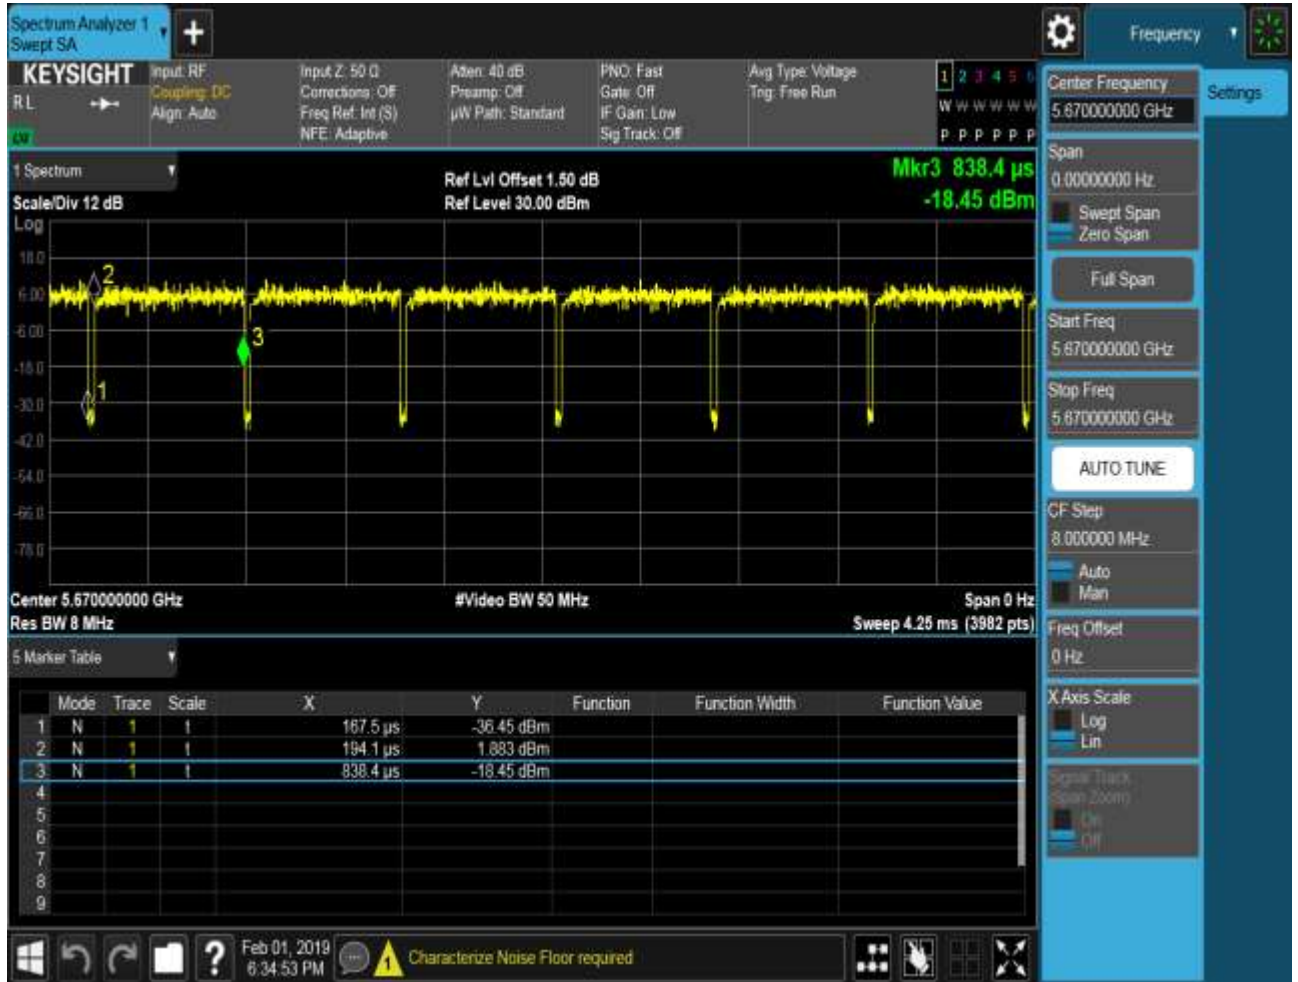 Spectrum Analyzer 1
Swept SA
+
Frequency
KEYSIGHT
RL
Input: RF
Coupling: DC
Align: Auto
Input Z: 50 Ω
Corrections: Off
Freq Ref: Int (S)
NFE: Adaptive
Atten: 40 dB
Preamp: Off
µW Path: Standard
PNO: Fast
Gate: Off
IF Gain: Low
Sig Track: Off
Avg Type: Voltage
Trig: Free Run
1 2 3 4 5 6
W W W W W W
P P P P P P
1 Spectrum
Scale/Div 12 dB
Ref Lvl Offset 1.50 dB
Ref Level 30.00 dBm
Mkr3 838.4 µs
-18.45 dBm
Log
18.0
6.00
-6.00
-18.0
-30.0
-42.0
-54.0
-66.0
-78.0
2
3
1
Center 5.670000000 GHz
Res BW 8 MHz
#Video BW 50 MHz
Span 0 Hz
Sweep 4.25 ms (3982 pts)
5 Marker Table
Mode Trace Scale X Y Function Function Width Function Value
1 N 1 t 167.5 µs -36.45 dBm
2 N 1 t 194.1 µs 1.883 dBm
3 N 1 t 838.4 µs -18.45 dBm
4
5
6
7
8
9
Feb 01, 2019
6:34:53 PM
?
1
Characterize Noise Floor required
Settings
Center Frequency
5.670000000 GHz
Span
0.00000000 Hz
Swept Span
Zero Span
Full Span
Start Freq
5.670000000 GHz
Stop Freq
5.670000000 GHz
AUTO TUNE
CF Step
8.000000 MHz
Auto
Man
Freq Offset
0 Hz
X Axis Scale
Log
Lin
Signal Track
(Span Zoom)
On
Off